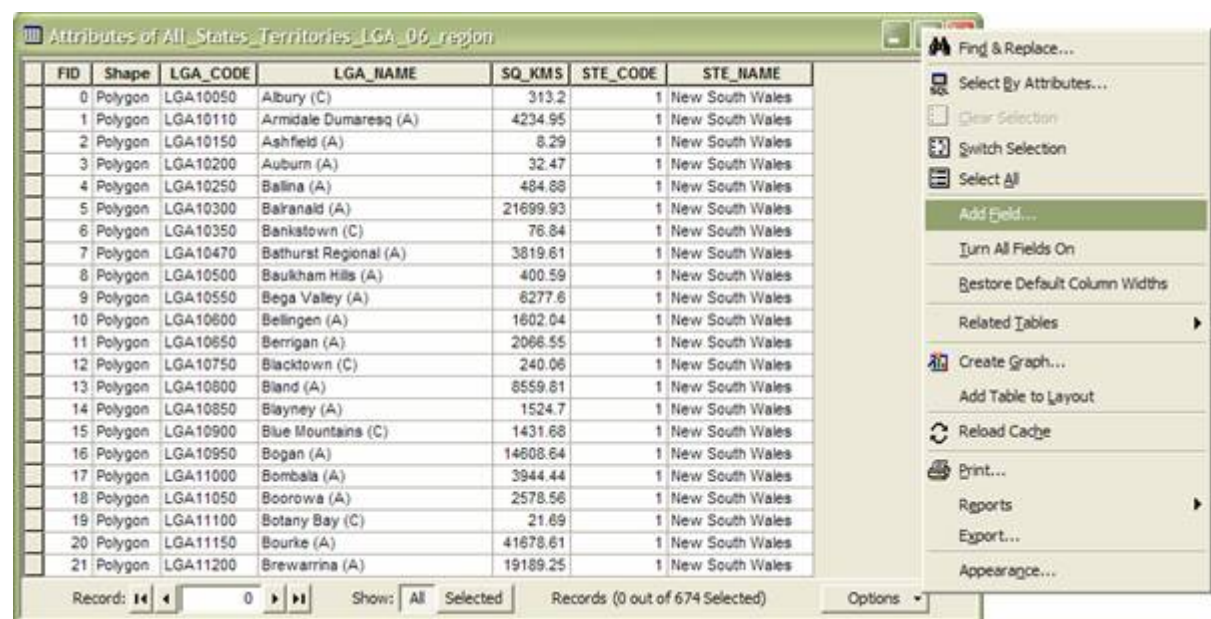 Attributes of All_States_Territories_LGA_06_region
FID Shape LGA_CODE LGA_NAME SQ_KMS STE_CODE STE_NAME
0 Polygon LGA10050 Albury (C) 313.2 1 New South Wales
1 Polygon LGA10110 Armidale Dumaresq (A) 4234.95 1 New South Wales
2 Polygon LGA10150 Ashfield (A) 8.29 1 New South Wales
3 Polygon LGA10200 Auburn (A) 32.47 1 New South Wales
4 Polygon LGA10250 Ballina (A) 484.88 1 New South Wales
5 Polygon LGA10300 Balranald (A) 21699.93 1 New South Wales
6 Polygon LGA10350 Bankstown (C) 76.84 1 New South Wales
7 Polygon LGA10470 Bathurst Regional (A) 3819.61 1 New South Wales
8 Polygon LGA10500 Baulkham Hills (A) 400.59 1 New South Wales
9 Polygon LGA10550 Bega Valley (A) 6277.6 1 New South Wales
10 Polygon LGA10600 Bellingen (A) 1602.04 1 New South Wales
11 Polygon LGA10650 Berrigan (A) 2066.55 1 New South Wales
12 Polygon LGA10750 Blacktown (C) 240.06 1 New South Wales
13 Polygon LGA10800 Bland (A) 8559.81 1 New South Wales
14 Polygon LGA10850 Blayney (A) 1524.7 1 New South Wales
15 Polygon LGA10900 Blue Mountains (C) 1431.68 1 New South Wales
16 Polygon LGA10950 Bogan (A) 14608.64 1 New South Wales
17 Polygon LGA11000 Bombala (A) 3944.44 1 New South Wales
18 Polygon LGA11050 Boorowa (A) 2578.56 1 New South Wales
19 Polygon LGA11100 Botany Bay (C) 21.69 1 New South Wales
20 Polygon LGA11150 Bourke (A) 41678.61 1 New South Wales
21 Polygon LGA11200 Brewarrina (A) 19189.25 1 New South Wales
Record: 0 Show: All Selected Records (0 out of 674 Selected) Options
Find & Replace...
Select By Attributes...
Clear Selection
Switch Selection
Select All
Add Field...
Turn All Fields On
Restore Default Column Widths
Related Tables
Create Graph...
Add Table to Layout
Reload Cache
Print...
Reports
Export...
Appearance...